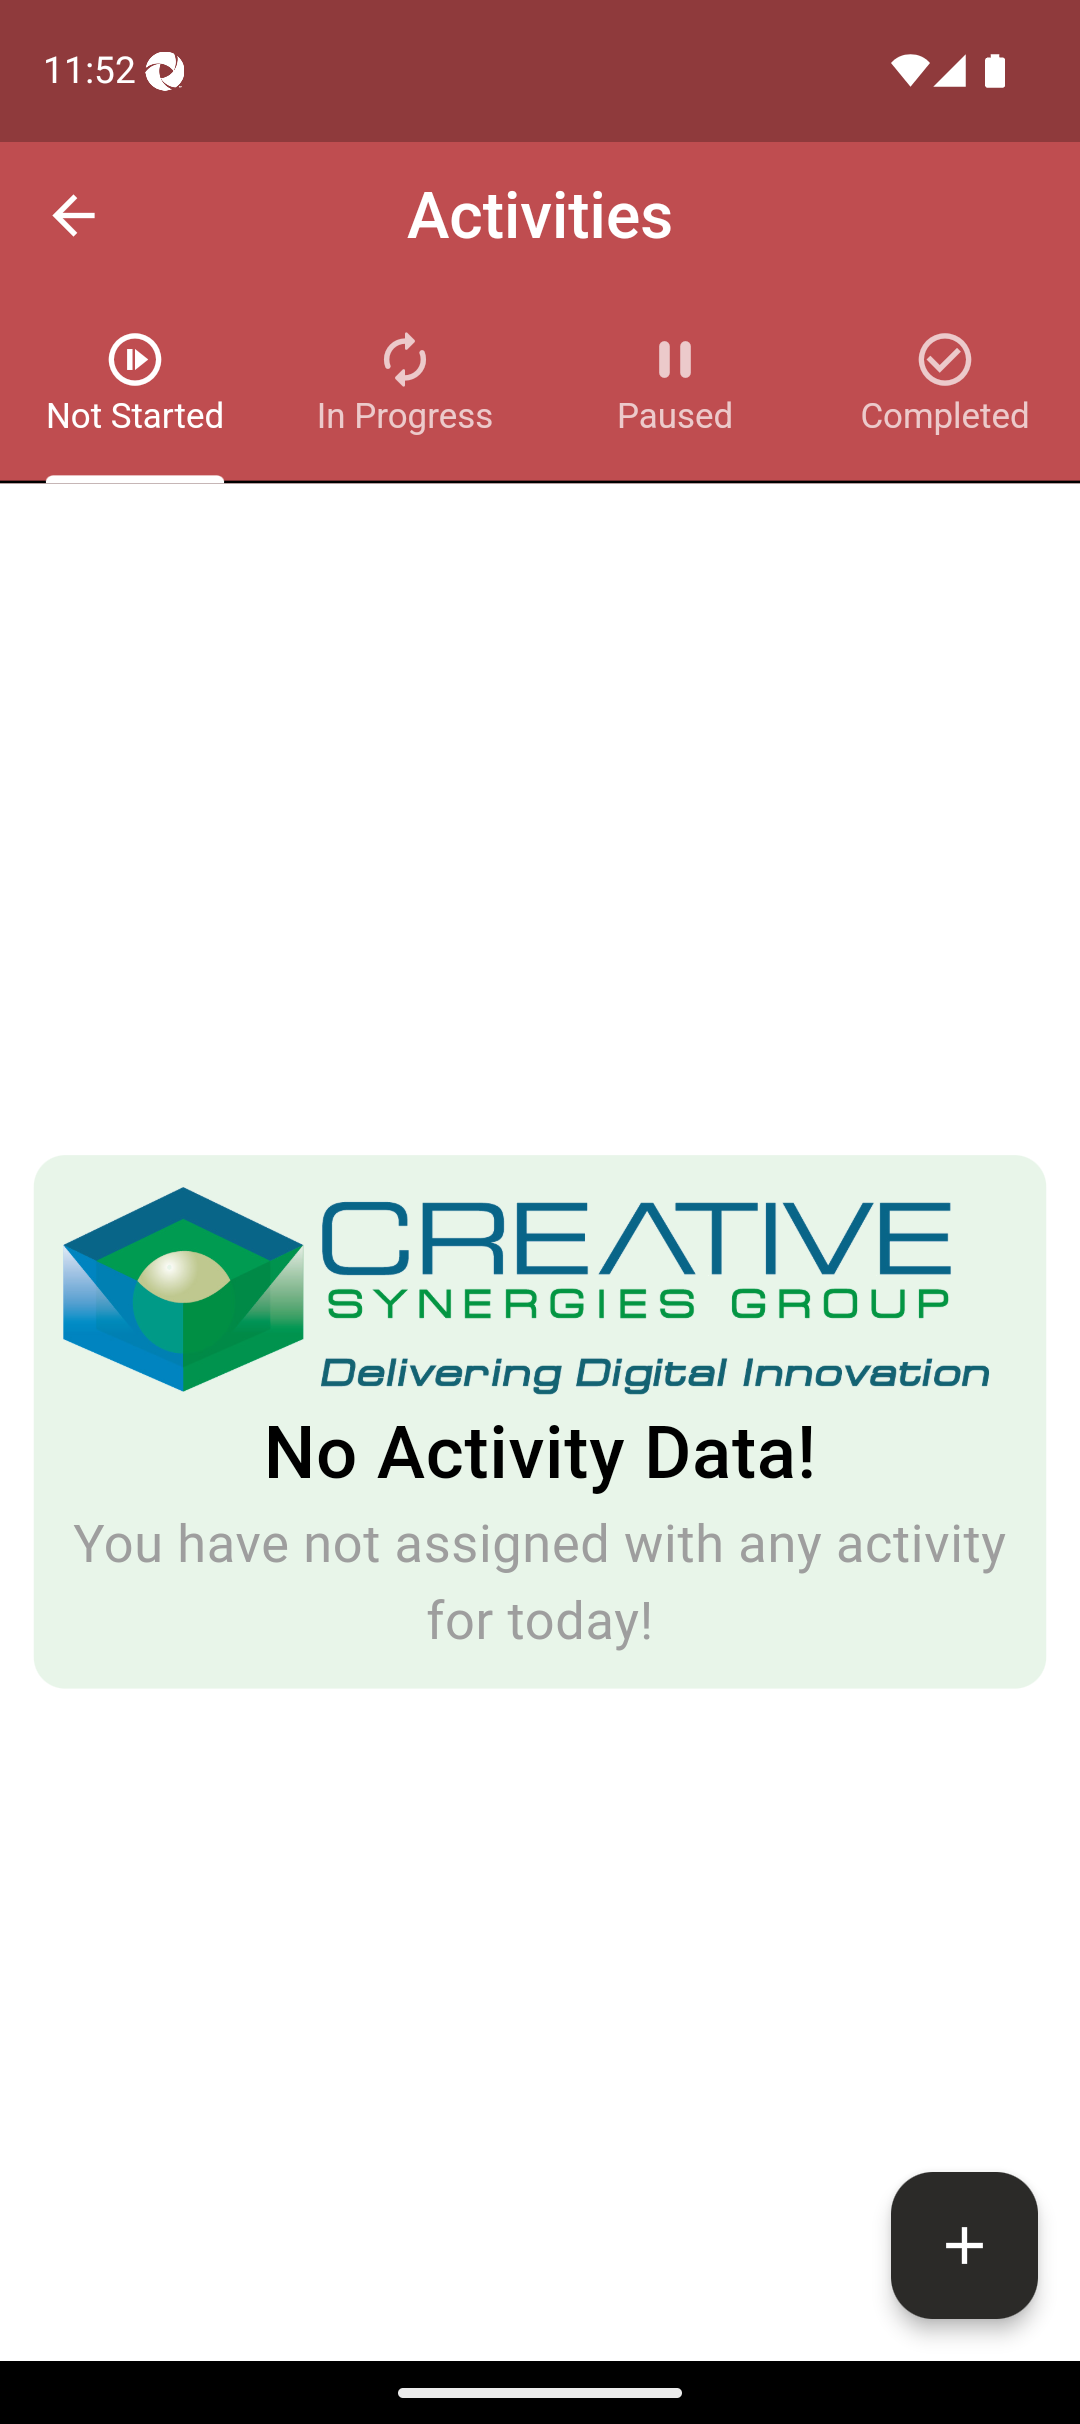 11:52
Activities
Not Started In Progress Paused Completed
CREATIVE
SYNERGIES GROUP
Delivering Digital Innovation
No Activity Data!
You have not assigned with any activity
for today!